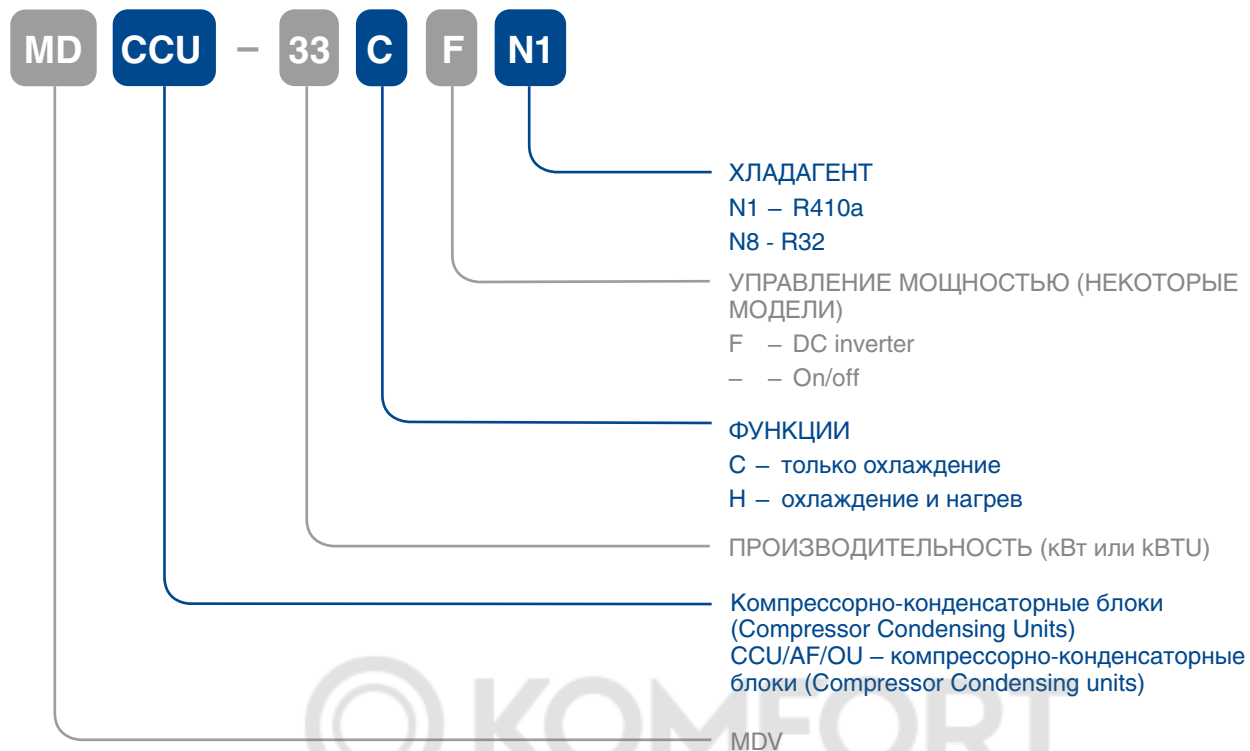 MD CCU – 33 C F N1
ХЛАДАГЕНТ
N1 – R410a
N8 - R32
УПРАВЛЕНИЕ МОЩНОСТЬЮ (НЕКОТОРЫЕ
МОДЕЛИ)
F – DC inverter
– – On/off
ФУНКЦИИ
C – только охлаждение
H – охлаждение и нагрев
ПРОИЗВОДИТЕЛЬНОСТЬ (кВт или kBTU)
Компрессорно-конденсаторные блоки
(Compressor Condensing Units)
CCU/AF/OU – компрессорно-конденсаторные
блоки (Compressor Condensing units)
KOMFORT
MDV